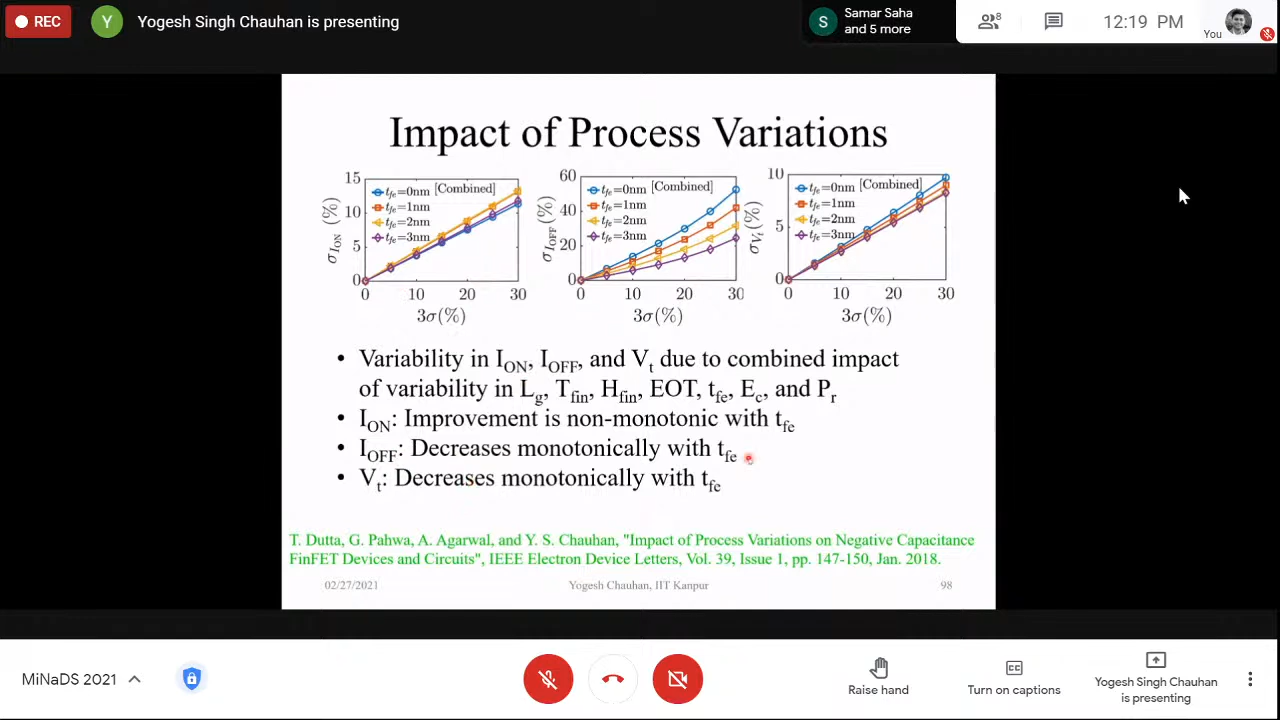 REC
Y
Yogesh Singh Chauhan is presenting
S
Samar Saha
and 5 more
8
12:19 PM
You
Impact of Process Variations
15
10
5
0
σ_ION (%)
t_fe=0nm [Combined]
t_fe=1nm
t_fe=2nm
t_fe=3nm
0 10 20 30
3σ(%)
60
40
20
0
σ_IOFF (%)
t_fe=0nm [Combined]
t_fe=1nm
t_fe=2nm
t_fe=3nm
0 10 20 30
3σ(%)
10
5
0
σ_Vt (%)
t_fe=0nm [Combined]
t_fe=1nm
t_fe=2nm
t_fe=3nm
0 10 20 30
3σ(%)
• Variability in I_ON, I_OFF, and V_t due to combined impact
of variability in L_g, T_fin, H_fin, EOT, t_fe, E_c, and P_r
• I_ON: Improvement is non-monotonic with t_fe
• I_OFF: Decreases monotonically with t_fe
• V_t: Decreases monotonically with t_fe
T. Dutta, G. Pahwa, A. Agarwal, and Y. S. Chauhan, "Impact of Process Variations on Negative Capacitance
FinFET Devices and Circuits", IEEE Electron Device Letters, Vol. 39, Issue 1, pp. 147-150, Jan. 2018.
02/27/2021
Yogesh Chauhan, IIT Kanpur
98
MiNaDS 2021
Raise hand
Turn on captions
Yogesh Singh Chauhan
is presenting